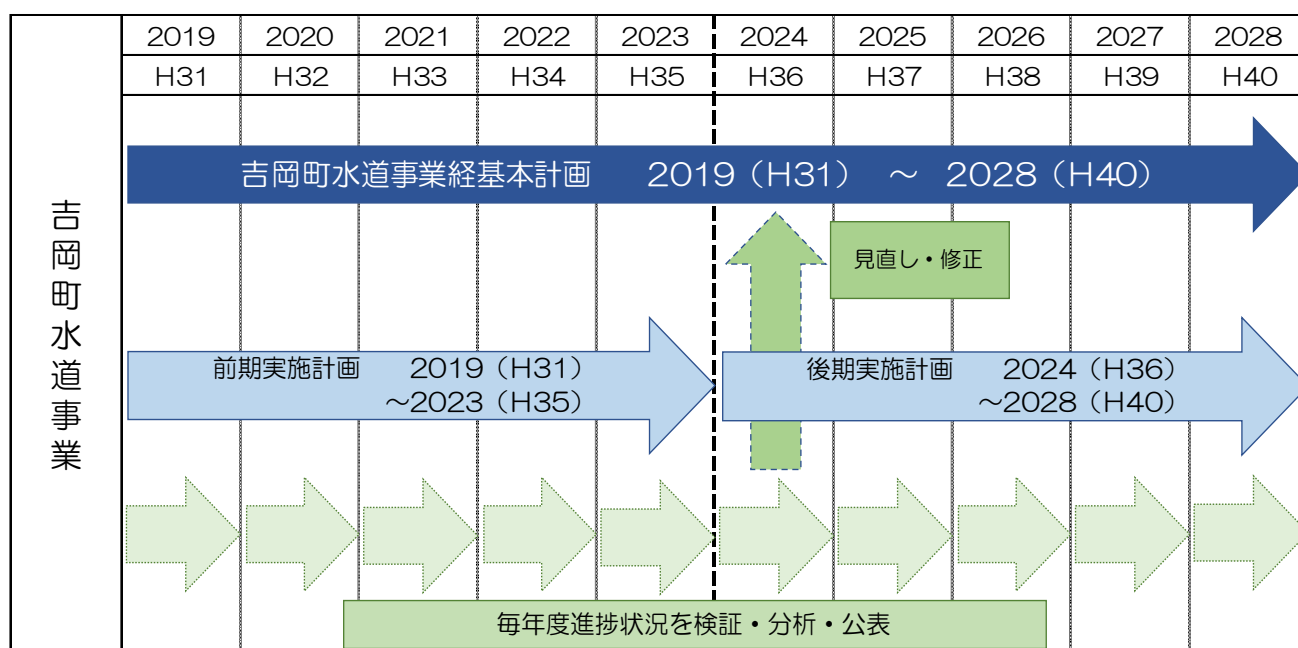 吉岡町水道事業
2019 2020 2021 2022 2023 2024 2025 2026 2027 2028
H31 H32 H33 H34 H35 H36 H37 H38 H39 H40
吉岡町水道事業経基本計画 2019（H31） ～ 2028（H40）
見直し・修正
前期実施計画 2019（H31）
～2023（H35）
後期実施計画 2024（H36）
～2028（H40）
毎年度進捗状況を検証・分析・公表